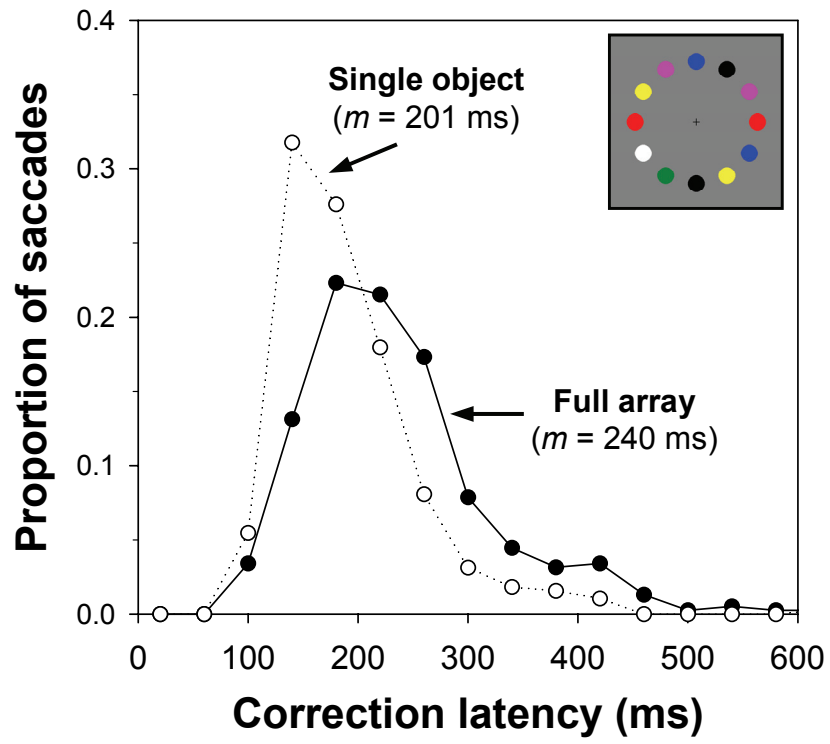 Proportion of saccades
0.4
0.3
0.2
0.1
0.0
Single object
(m = 201 ms)
Full array
(m = 240 ms)
0 100 200 300 400 500 600
Correction latency (ms)